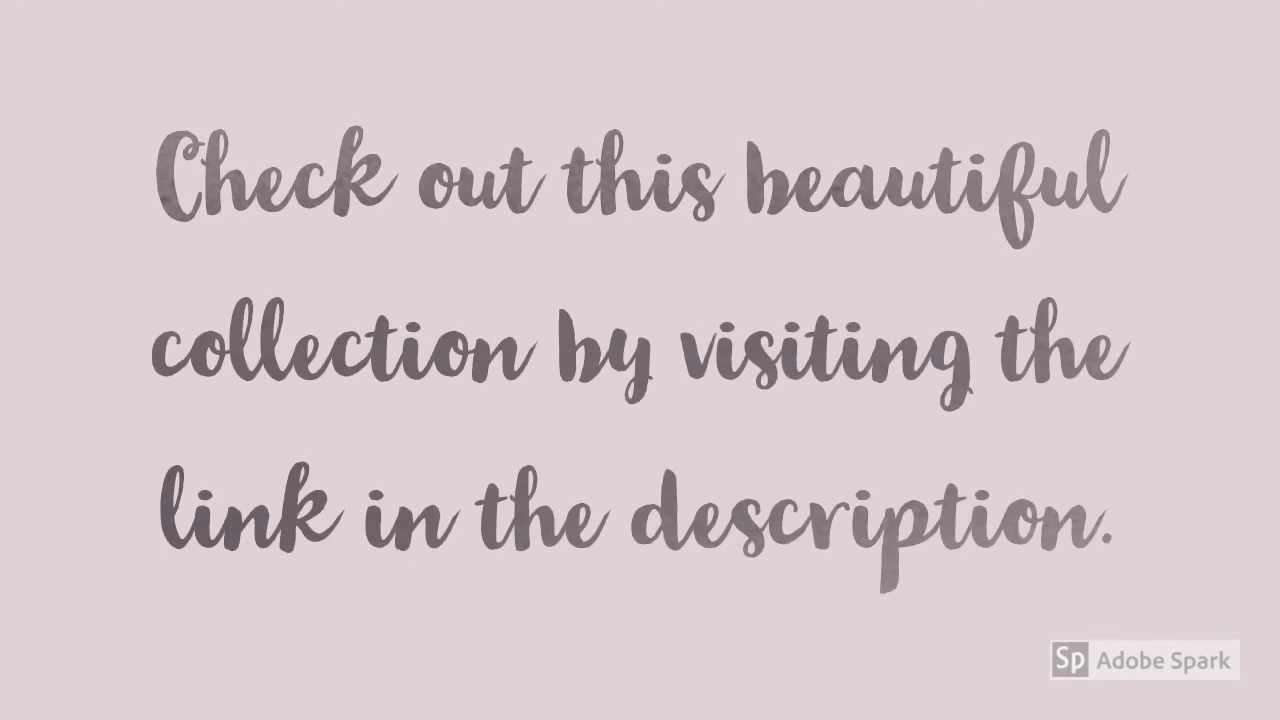 Check out this beautiful
collection by visiting the
link in the description.
Sp Adobe Spark